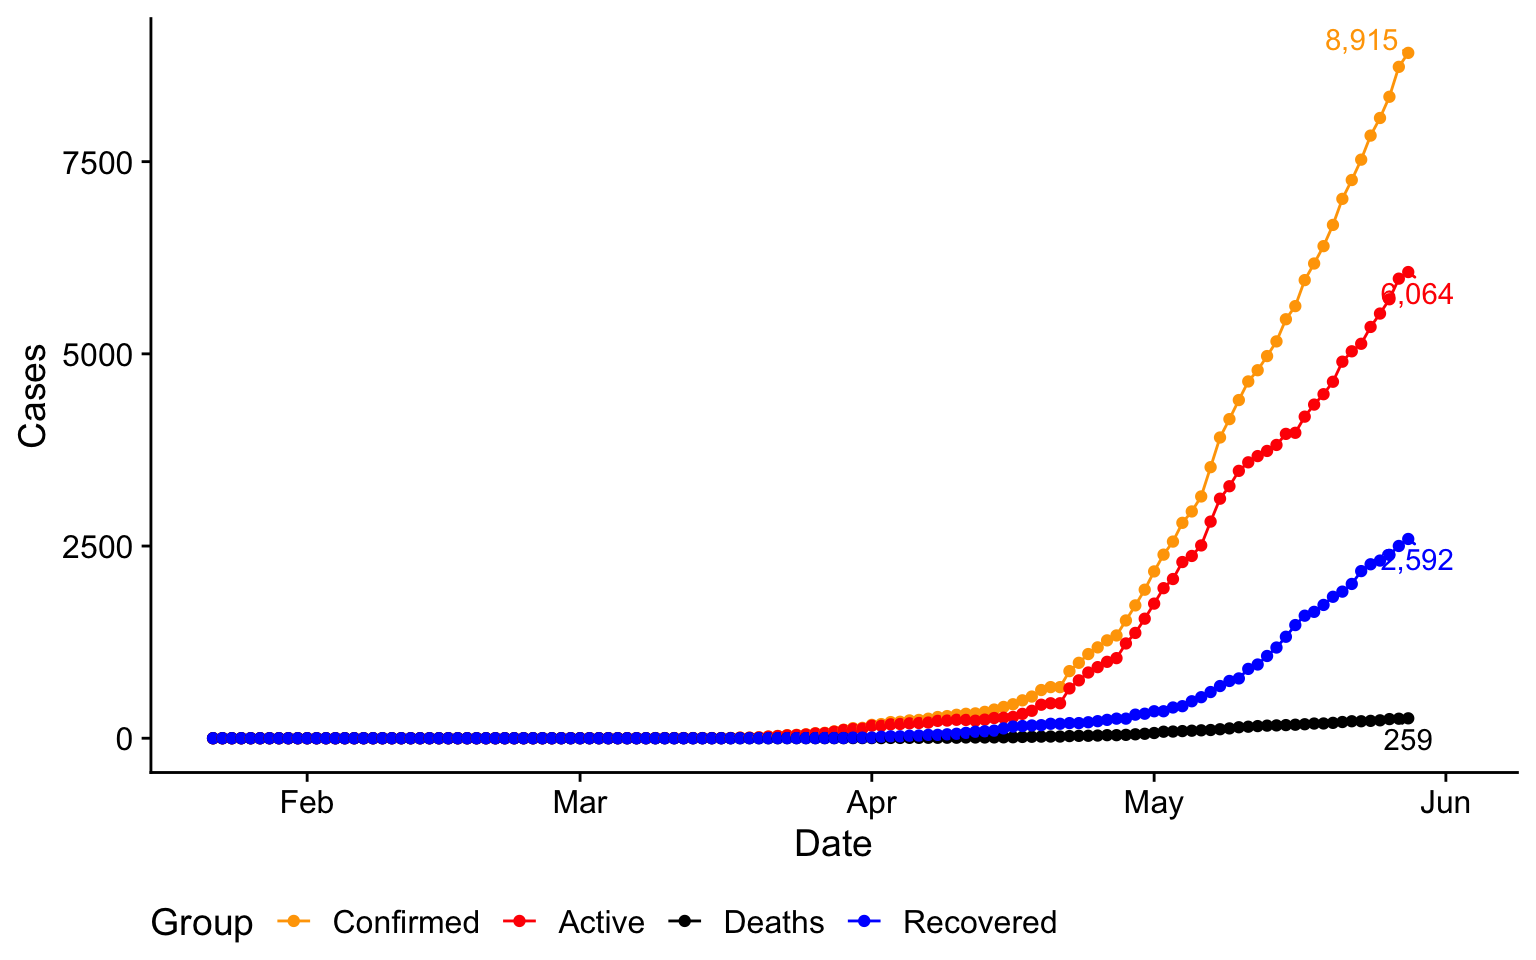 8,915
7500
6,064
5000
Cases
2500
2,592
0
259
Feb Mar Apr May Jun
Date
Group Confirmed Active Deaths Recovered